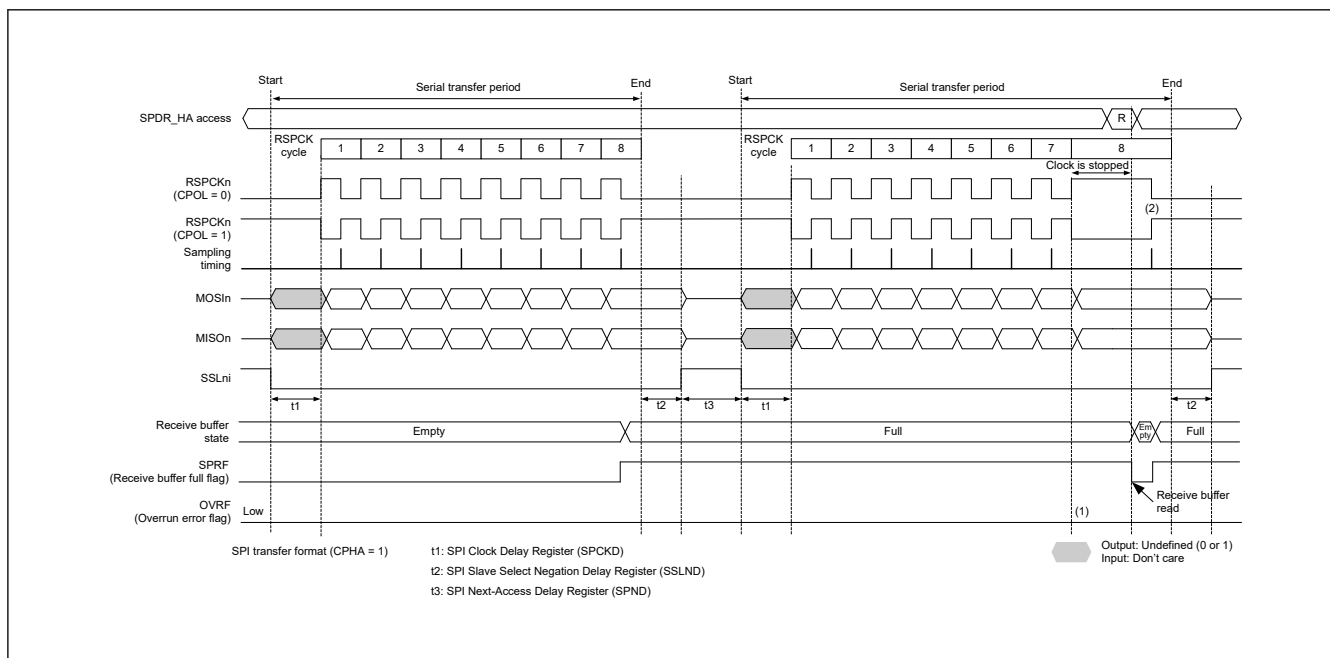 Start
Serial transfer period
End
Start
Serial transfer period
End
SPDR_HA access
R
RSPCK
cycle
1 2 3 4 5 6 7 8
RSPCK
cycle
1 2 3 4 5 6 7 8
Clock is stopped
RSPCKn
(CPOL = 0)
(2)
RSPCKn
(CPOL = 1)
Sampling
timing
MOSIn
MISOn
SSLni
t1
t2
t3
t1
t2
Receive buffer
state
Empty
Full
Em
pty
Full
SPRF
(Receive buffer full flag)
Receive buffer
read
OVRF
(Overrun error flag)
Low
(1)
SPI transfer format (CPHA = 1)
t1: SPI Clock Delay Register (SPCKD)
t2: SPI Slave Select Negation Delay Register (SSLND)
t3: SPI Next-Access Delay Register (SPND)
Output: Undefined (0 or 1)
Input: Don't care